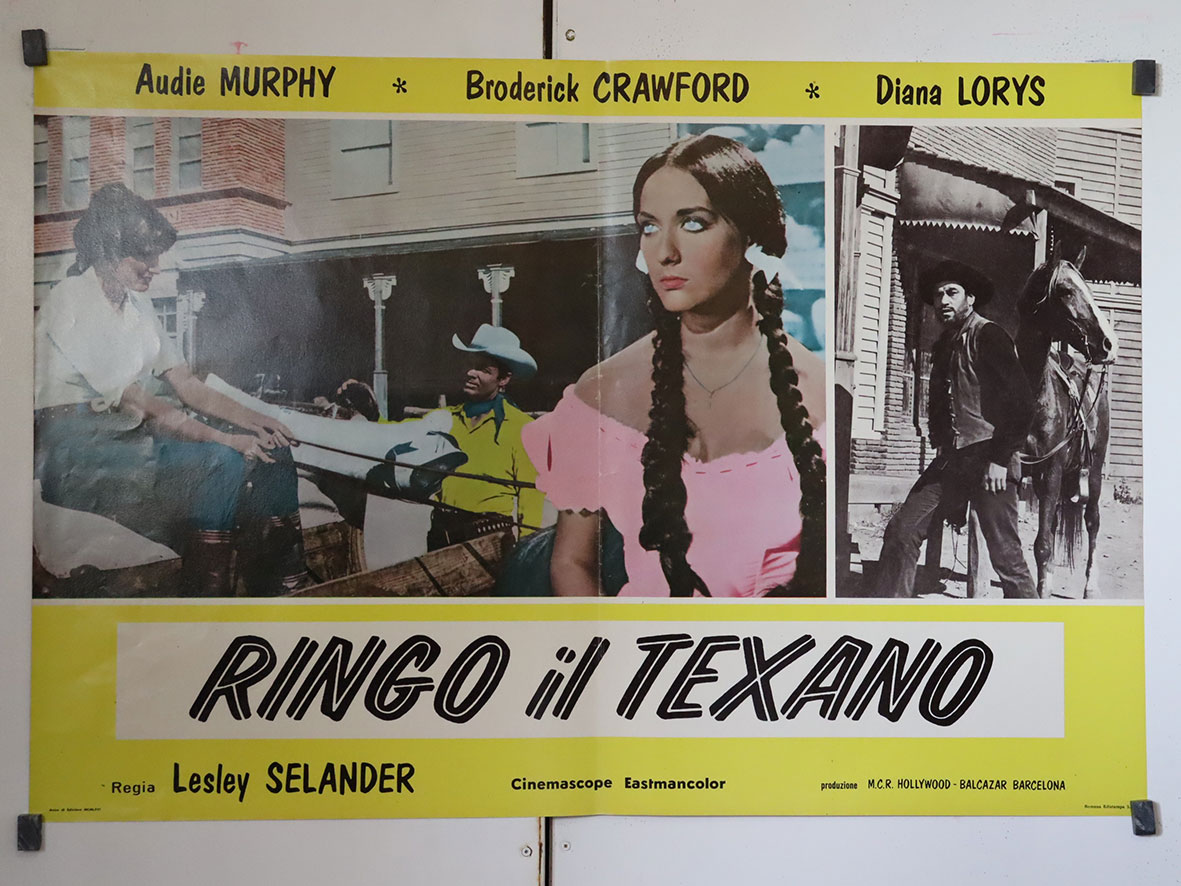 Audie MURPHY * Broderick CRAWFORD * Diana LORYS
RINGO il TEXANO
Regia Lesley SELANDER
Cinemascope Eastmancolor
produzione M.C.R. HOLLYWOOD - BALCAZAR BARCELONA